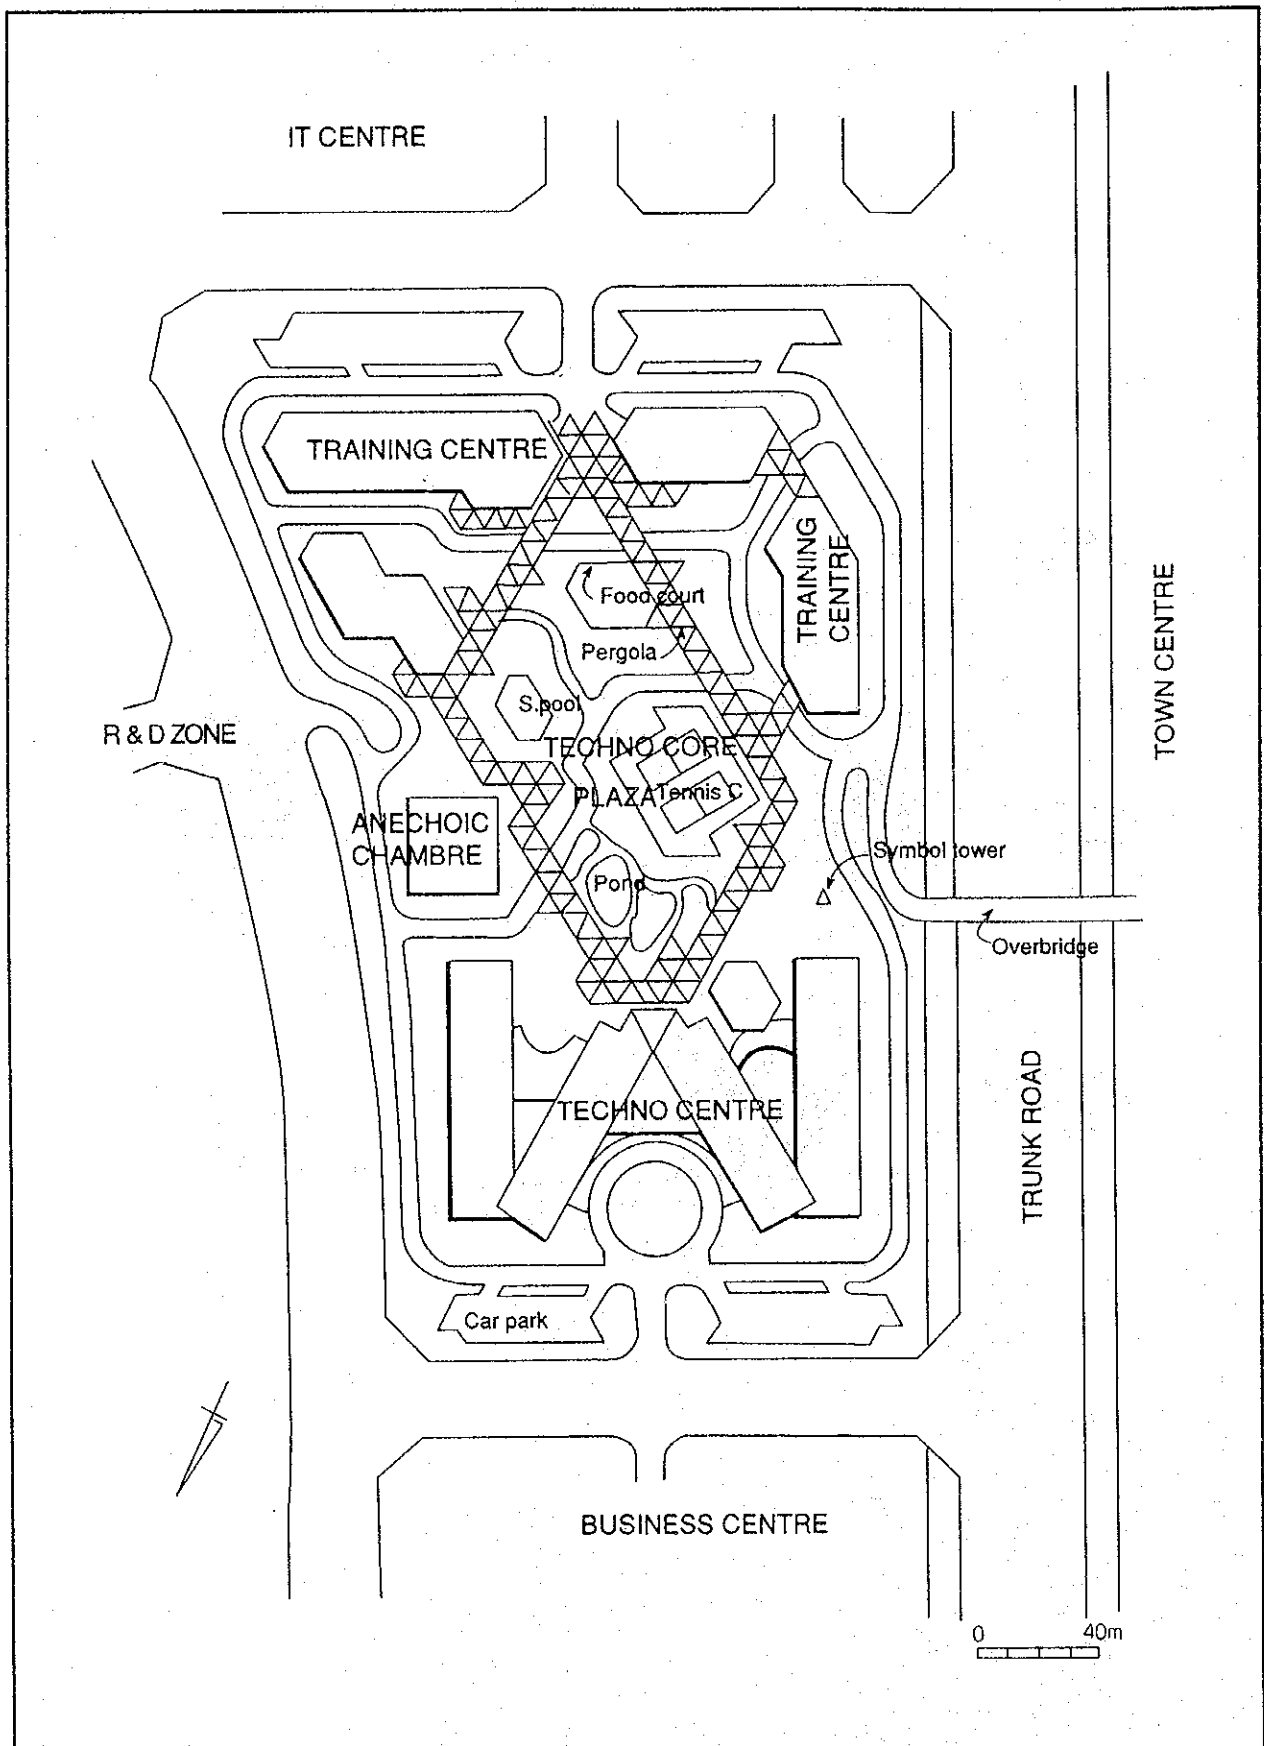 IT CENTRE
TRAINING CENTRE
TRAINING
CENTRE
Food court
Pergola
TOWN CENTRE
S.pool
R & D ZONE
TECHNO CORE
PLAZA
Tennis C
ANECHOIC
CHAMBRE
Symbol tower
Pond
Overbridge
TRUNK ROAD
TECHNO CENTRE
Car park
BUSINESS CENTRE
0 40m